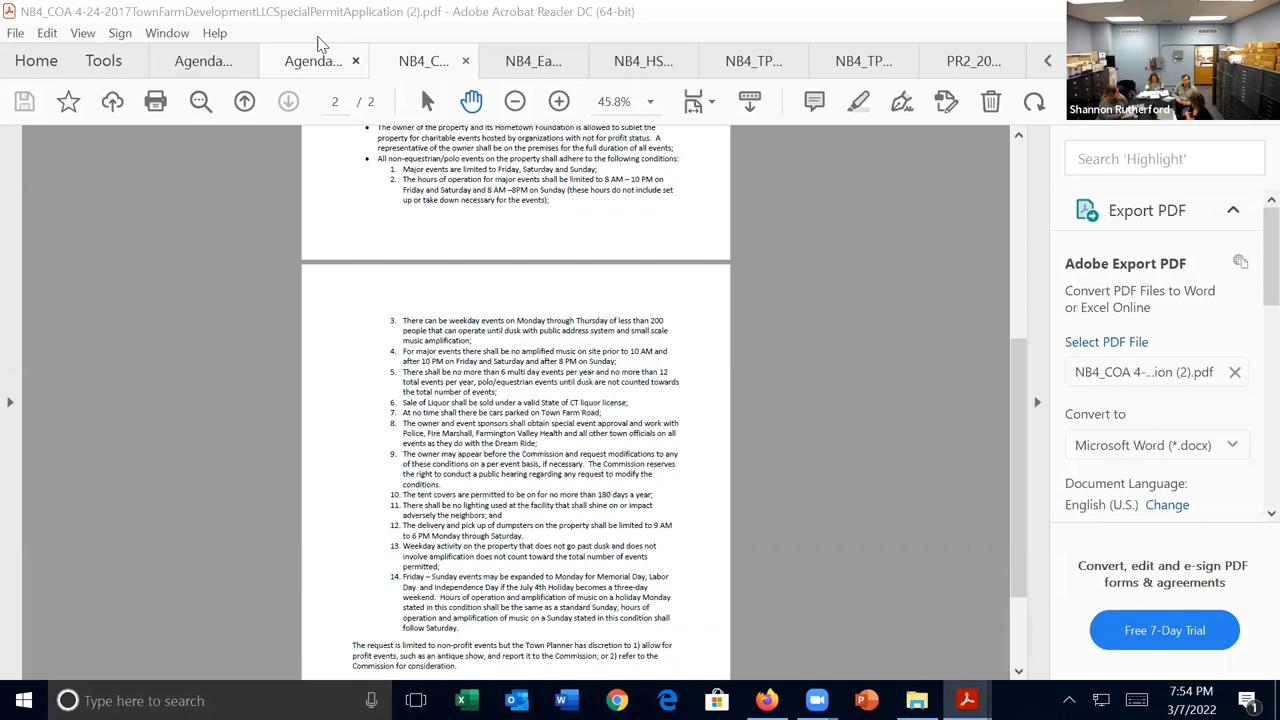 NB4_COA 4-24-2017TownFarmDevelopmentLLCSpecialPermitApplication (2).pdf - Adobe Acrobat Reader DC (64-bit)
File Edit View Sign Window Help
Home Tools Agenda... Agenda... NB4_C... NB4_Ea... NB4_HS... NB4_TP... NB4_TP... PR2_20...
2 / 2 45.8%
Shannon Rutherford
The owner of the property and its Hometown Foundation is allowed to sublet the
property for charitable events hosted by organizations with not for profit status. A
representative of the owner shall be on the premises for the full duration of all events;
• All non-equestrian/polo events on the property shall adhere to the following conditions:
1. Major events are limited to Friday, Saturday and Sunday;
2. The hours of operation for major events shall be limited to 8 AM – 10 PM on
Friday and Saturday and 8 AM –8PM on Sunday (these hours do not include set
up or take down necessary for the events);
3. There can be weekday events on Monday through Thursday of less than 200
people that can operate until dusk with public address system and small scale
music amplification;
4. For major events there shall be no amplified music on site prior to 10 AM and
after 10 PM on Friday and Saturday and after 8 PM on Sunday;
5. There shall be no more than 6 multi day events per year and no more than 12
total events per year, polo/equestrian events until dusk are not counted towards
the total number of events;
6. Sale of Liquor shall be sold under a valid State of CT liquor license;
7. At no time shall there be cars parked on Town Farm Road;
8. The owner and event sponsors shall obtain special event approval and work with
Police, Fire Marshall, Farmington Valley Health and all other town officials on all
events as they do with the Dream Ride;
9. The owner may appear before the Commission and request modifications to any
of these conditions on a per event basis, if necessary. The Commission reserves
the right to conduct a public hearing regarding any request to modify the
conditions.
10. The tent covers are permitted to be on for no more than 180 days a year;
11. There shall be no lighting used at the facility that shall shine on or impact
adversely the neighbors; and
12. The delivery and pick up of dumpsters on the property shall be limited to 9 AM
to 6 PM Monday through Saturday.
13. Weekday activity on the property that does not go past dusk and does not
involve amplification does not count toward the total number of events
permitted;
14. Friday – Sunday events may be expanded to Monday for Memorial Day, Labor
Day and Independence Day if the July 4th Holiday becomes a three-day
weekend. Hours of operation and amplification of music on a holiday Monday
stated in this condition shall be the same as a standard Sunday, hours of
operation and amplification of music on a Sunday stated in this condition shall
follow Saturday.
The request is limited to non-profit events but the Town Planner has discretion to 1) allow for
profit events, such as an antique show, and report it to the Commission; or 2) refer to the
Commission for consideration.
Search 'Highlight'
Export PDF
Adobe Export PDF
Convert PDF Files to Word
or Excel Online
Select PDF File
NB4_COA 4-...ion (2).pdf
Convert to
Microsoft Word (*.docx)
Document Language:
English (U.S.) Change
Convert, edit and e-sign PDF
forms & agreements
Free 7-Day Trial
Type here to search
7:54 PM
3/7/2022
1